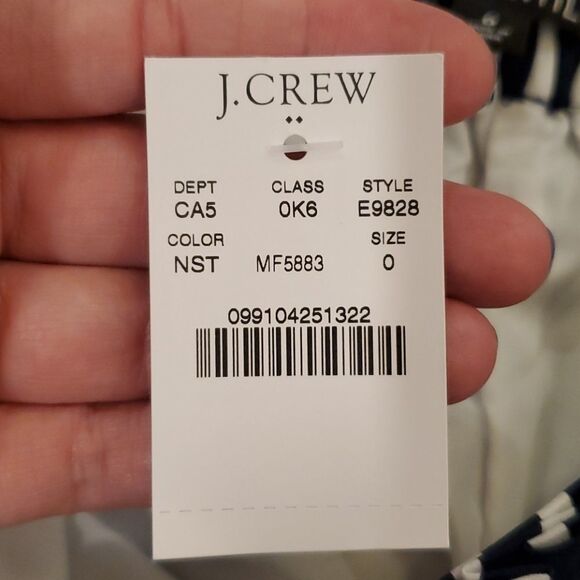 J.CREW
DEPT CLASS STYLE
CA5 0K6 E9828
COLOR SIZE
NST MF5883 0
099104251322